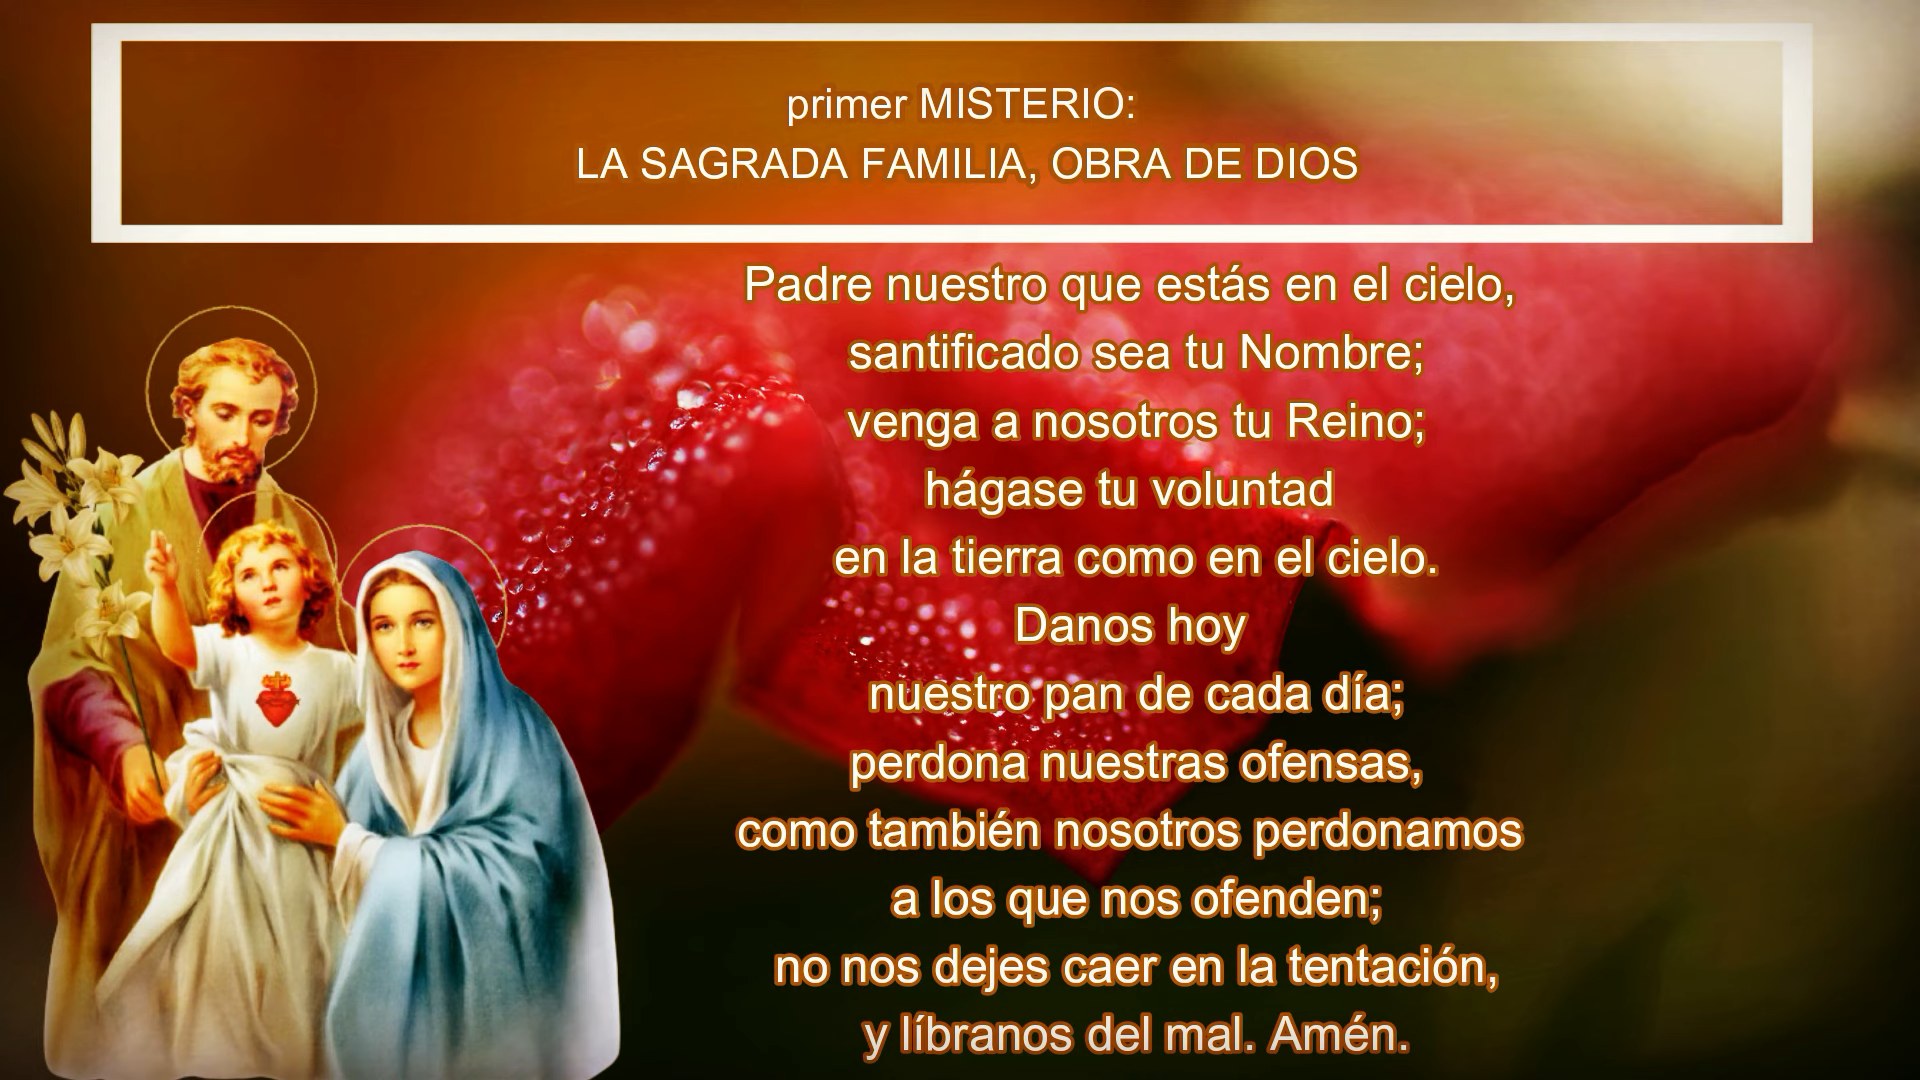 primer MISTERIO:
LA SAGRADA FAMILIA, OBRA DE DIOS
Padre nuestro que estás en el cielo,
santificado sea tu Nombre;
venga a nosotros tu Reino;
hágase tu voluntad
en la tierra como en el cielo.
Danos hoy
nuestro pan de cada día;
perdona nuestras ofensas,
como también nosotros perdonamos
a los que nos ofenden;
no nos dejes caer en la tentación,
y líbranos del mal. Amén.